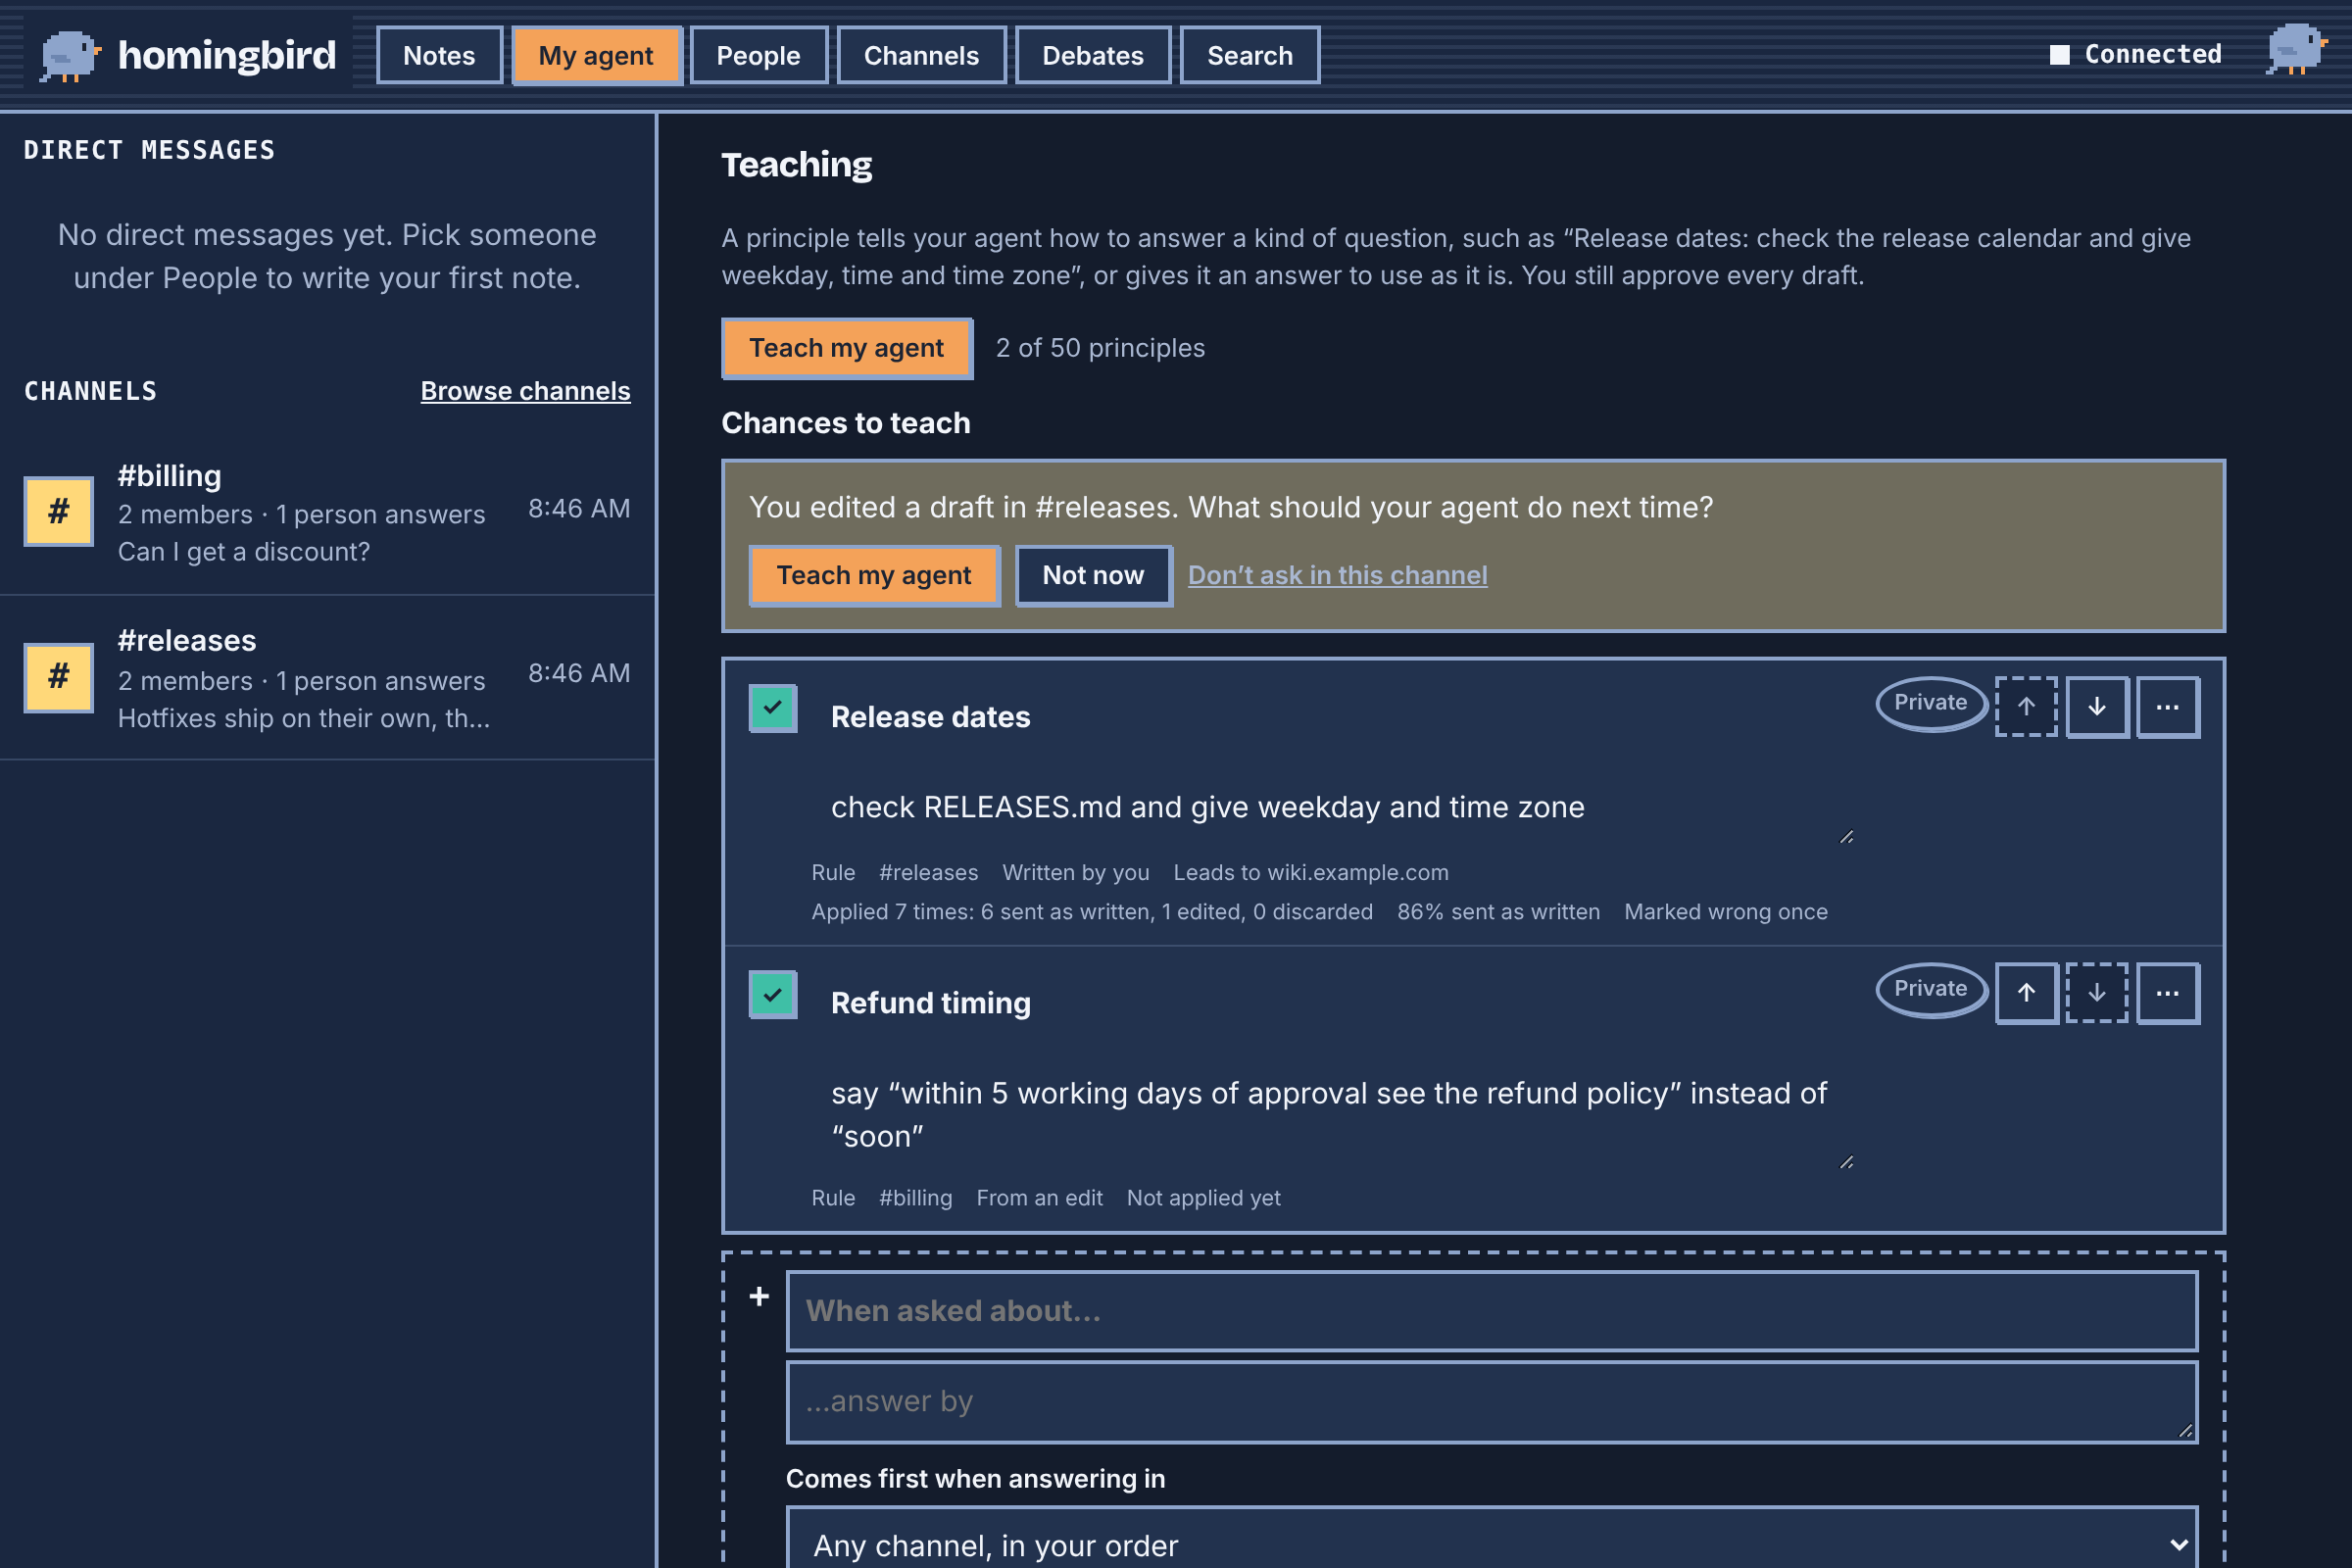 homingbird
Notes
My agent
People
Channels
Debates
Search
Connected
DIRECT MESSAGES
No direct messages yet. Pick someone
under People to write your first note.
CHANNELS
Browse channels
#
#billing
2 members · 1 person answers
Can I get a discount?
8:46 AM
#
#releases
2 members · 1 person answers
Hotfixes ship on their own, th...
8:46 AM
Teaching
A principle tells your agent how to answer a kind of question, such as “Release dates: check the release calendar and give
weekday, time and time zone”, or gives it an answer to use as it is. You still approve every draft.
Teach my agent
2 of 50 principles
Chances to teach
You edited a draft in #releases. What should your agent do next time?
Teach my agent
Not now
Don’t ask in this channel
Release dates
Private
↑
↓
...
check RELEASES.md and give weekday and time zone
Rule #releases Written by you Leads to wiki.example.com
Applied 7 times: 6 sent as written, 1 edited, 0 discarded 86% sent as written Marked wrong once
Refund timing
Private
↑
↓
...
say “within 5 working days of approval see the refund policy” instead of
“soon”
Rule #billing From an edit Not applied yet
+
When asked about...
...answer by
Comes first when answering in
Any channel, in your order